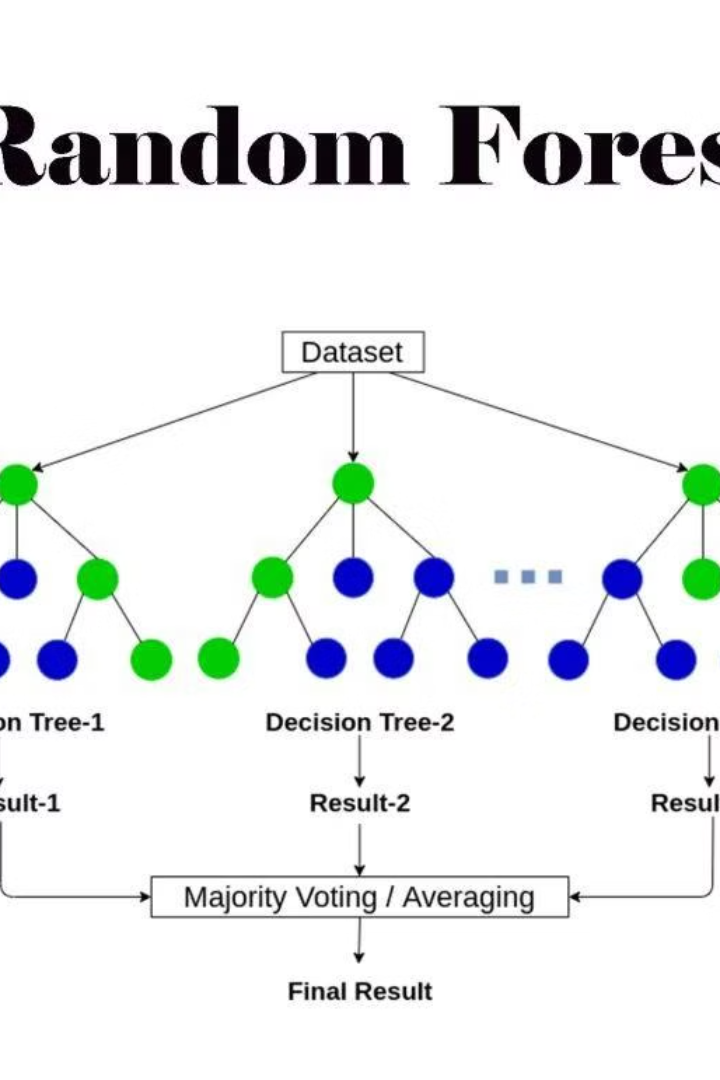 Random Fores
Dataset
on Tree-1
Decision Tree-2
Decision
sult-1
Result-2
Resul
Majority Voting / Averaging
Final Result